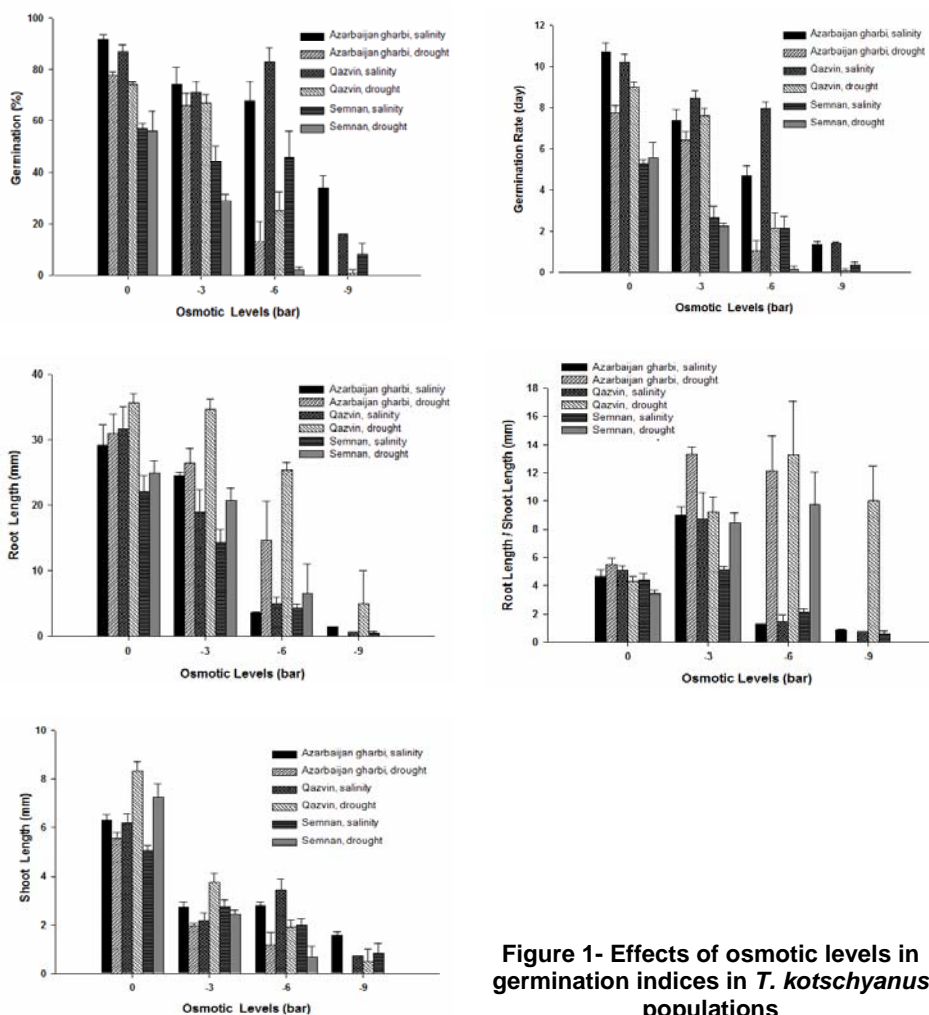 100
80
60
40
20
0
Germination (%)
Azarbaijan gharbi, salinity
Azarbaijan gharbi, drought
Qazvin, salinity
Qazvin, drought
Semnan, salinity
Semnan, drought
0 -3 -6 -9
Osmotic Levels (bar)
12
10
8
6
4
2
0
Germination Rate (day)
Azarbaijan gharbi, salinity
Azarbaijan gharbi, drought
Qazvin, salinity
Qazvin, drought
Semnan, salinity
Semnan, drought
0 -3 -6 -9
Osmotic Levels (bar)
40
30
20
10
0
Root Length (mm)
Azarbaijan gharbi, salinity
Azarbaijan gharbi, drought
Qazvin, salinity
Qazvin, drought
Semnan, salinity
Semnan, drought
0 -3 -6 -9
Osmotic Levels (bar)
18
16
14
12
10
8
6
4
2
0
Root Length / Shoot Length (mm)
Azarbaijan gharbi, salinity
Azarbaijan gharbi, drought
Qazvin, salinity
Qazvin, drought
Semnan, salinity
Semnan, drought
0 -3 -6 -9
Osmotic Levels (bar)
10
8
6
4
2
0
Shoot Length (mm)
Azarbaijan gharbi, salinity
Azarbaijan gharbi, drought
Qazvin, salinity
Qazvin, drought
Semnan, salinity
Semnan, drought
0 -3 -6 -9
Osmotic Levels (bar)
Figure 1- Effects of osmotic levels in
germination indices in T. kotschyanus
populations